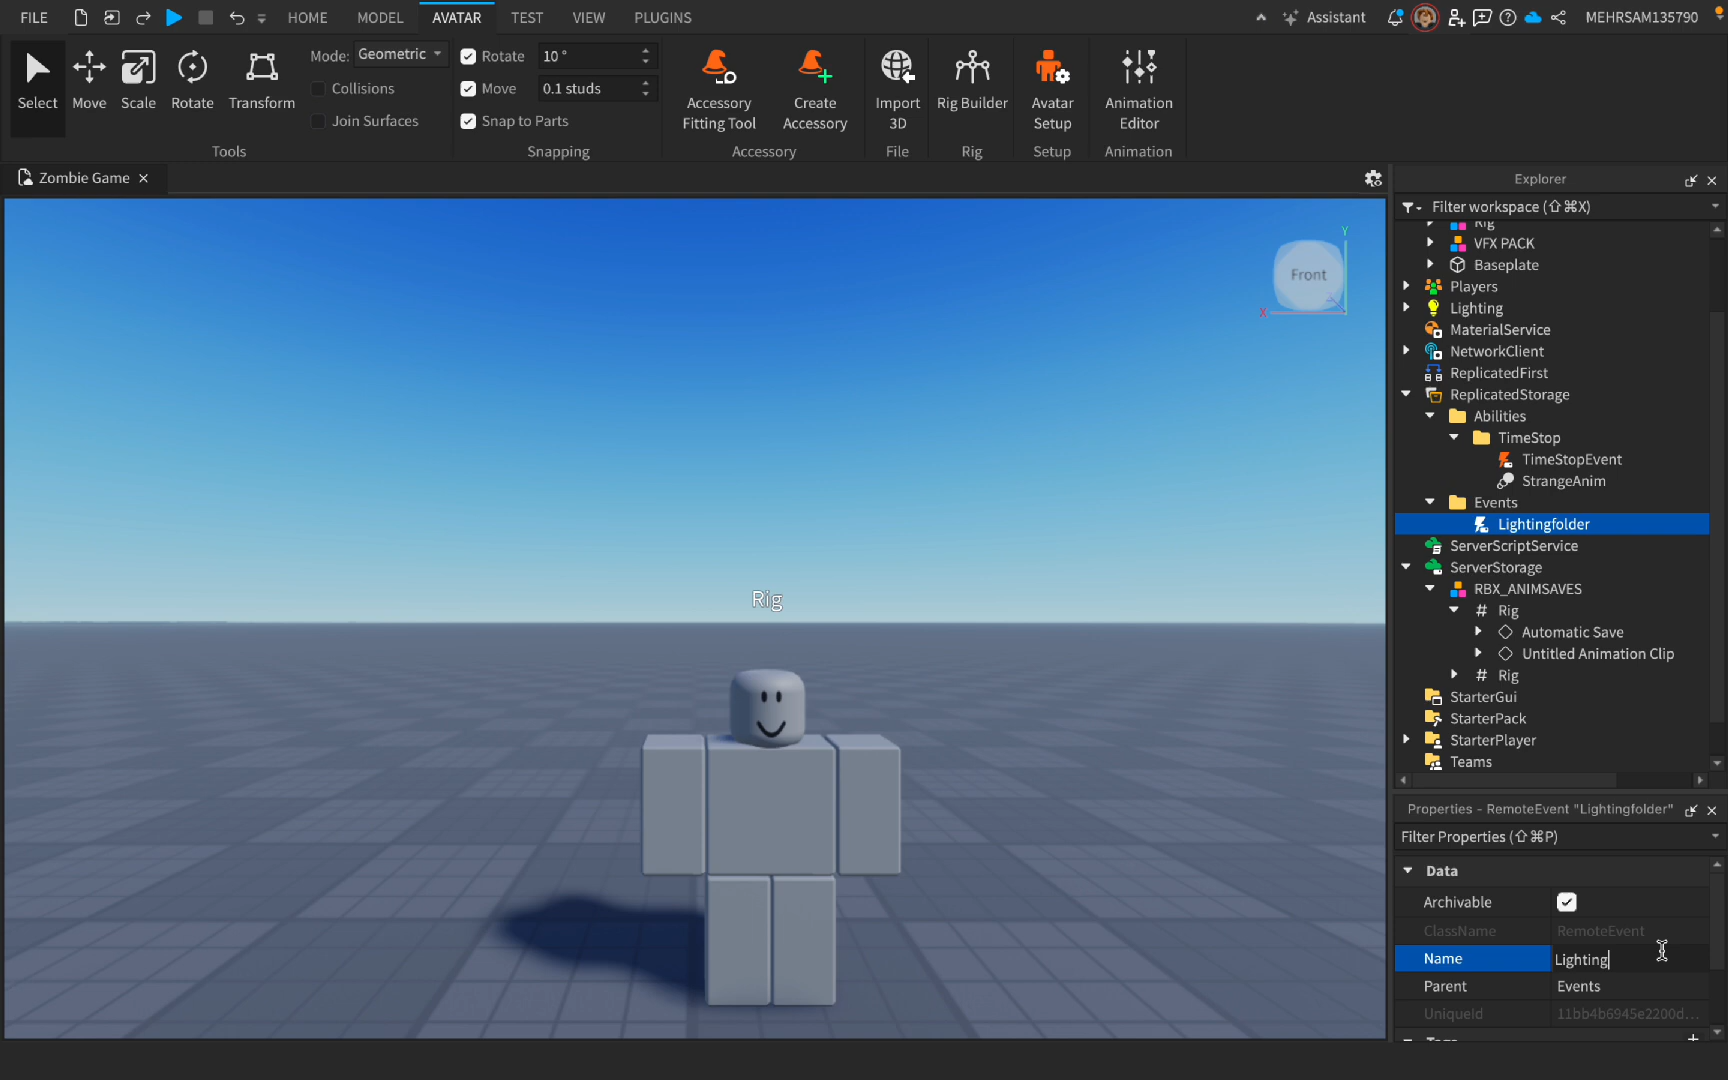 FILE HOME MODEL AVATAR TEST VIEW PLUGINS Assistant MEHRSAM135790
Select Move Scale Rotate Transform
Mode: Geometric
Collisions
Join Surfaces
Tools
Rotate 10 °
Move 0.1 studs
Snap to Parts
Snapping
Accessory Fitting Tool
Create Accessory
Accessory
Import 3D
File
Rig Builder
Rig
Avatar Setup
Setup
Animation Editor
Animation
Zombie Game
Front
Y
X
Rig
Explorer
Filter workspace (⇧⌘X)
Rig
VFX PACK
Baseplate
Players
Lighting
MaterialService
NetworkClient
ReplicatedFirst
ReplicatedStorage
Abilities
TimeStop
TimeStopEvent
StrangeAnim
Events
Lightingfolder
ServerScriptService
ServerStorage
RBX_ANIMSAVES
# Rig
Automatic Save
Untitled Animation Clip
# Rig
StarterGui
StarterPack
StarterPlayer
Teams
Properties - RemoteEvent "Lightingfolder"
Filter Properties (⇧⌘P)
Data
Archivable
ClassName RemoteEvent
Name Lighting
Parent Events
UniqueId 11bb4b6945e2200d...